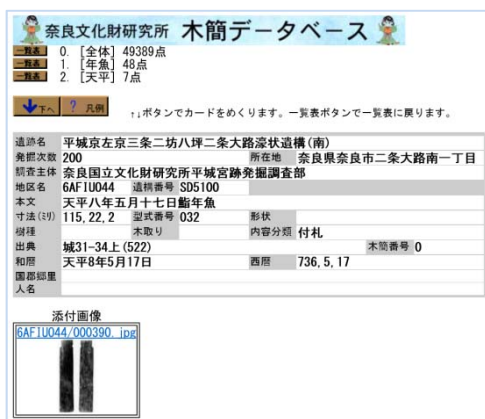 奈良文化財研究所 木簡データベース
一覧表 0. [全体] 49389点
一覧表 1. [年魚] 48点
一覧表 2. [天平] 7点
下へ ? 凡例 ↑↓ボタンでカードをめくります。一覧表ボタンで一覧表に戻ります。
遺跡名 平城京左京三条二坊八坪二条大路濠状遺構(南)
発掘次数 200 所在地 奈良県奈良市二条大路南一丁目
調査主体 奈良国立文化財研究所平城宮跡発掘調査部
地区名 6AFIUO44 遺構番号 SD5100
本文 天平八年五月十七日鮨年魚
寸法(ミリ) 115,22,2 型式番号 032 形状
樹種 木取り 内容分類 付札
出典 城31-34上(522) 木簡番号 0
和暦 天平8年5月17日 西暦 736,5,17
国郡郷里
人名
添付画像
6AFIUO44/000390.jpg